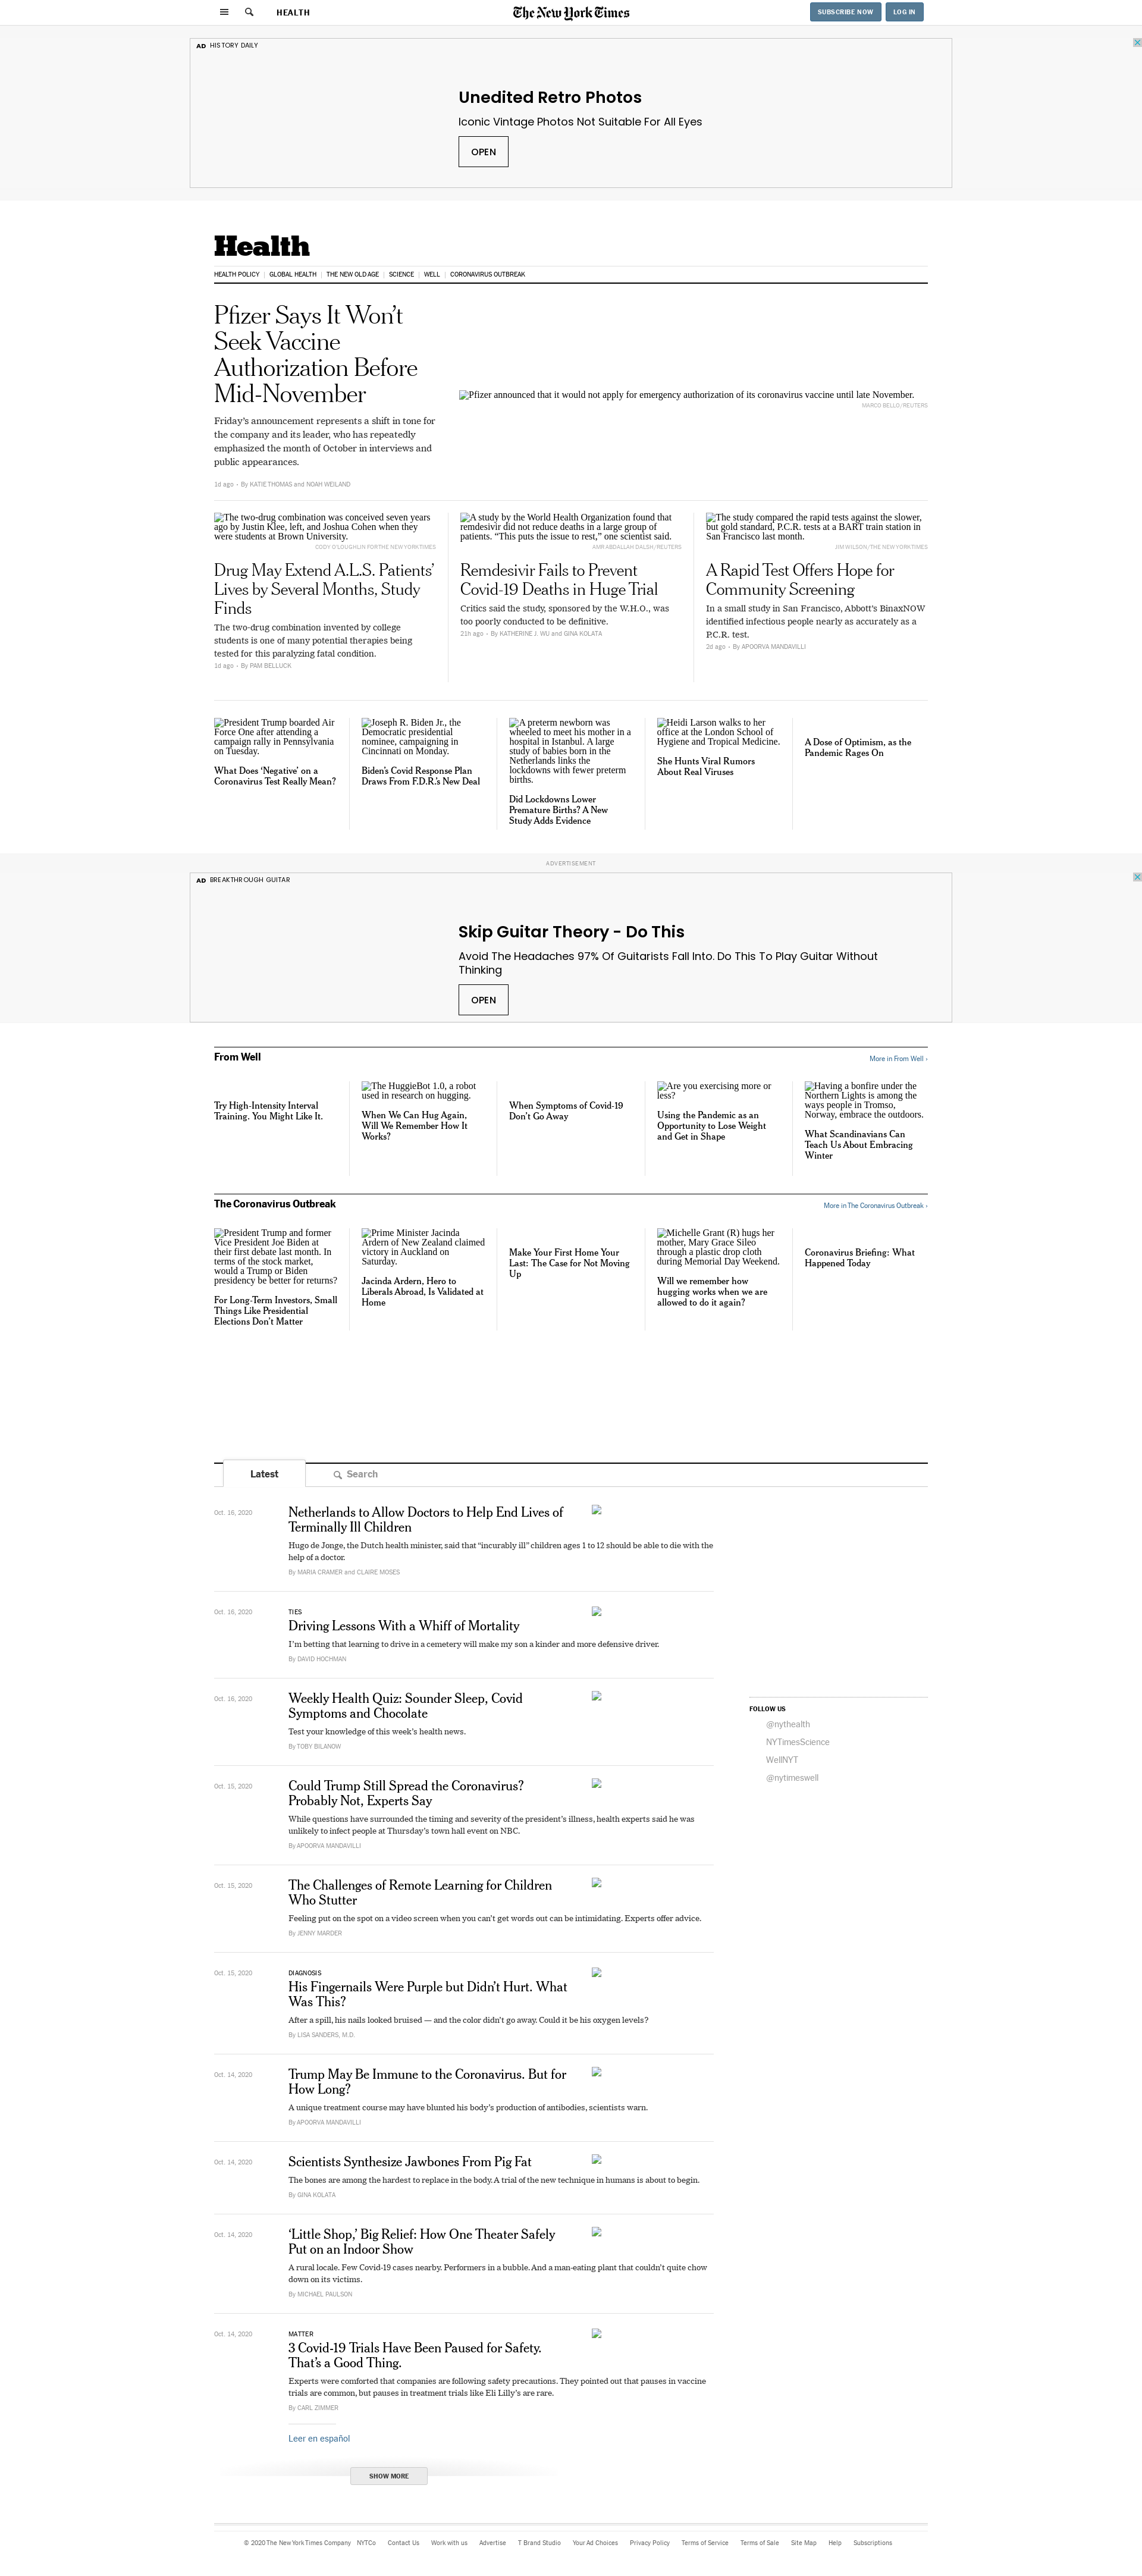 HEALTH
The New York Times
SUBSCRIBE NOW
LOG IN
AD HISTORY DAILY
Unedited Retro Photos
Iconic Vintage Photos Not Suitable For All Eyes
OPEN
Health
HEALTH POLICY | GLOBAL HEALTH | THE NEW OLD AGE | SCIENCE | WELL | CORONAVIRUS OUTBREAK
Pfizer Says It Won’t
Seek Vaccine
Authorization Before
Mid-November
Friday’s announcement represents a shift in tone for
the company and its leader, who has repeatedly
emphasized the month of October in interviews and
public appearances.
1d ago - By KATIE THOMAS and NOAH WEILAND
Pfizer announced that it would not apply for emergency authorization of its coronavirus vaccine until late November.
MARCO BELLO/REUTERS
The two-drug combination was conceived seven years
ago by Justin Klee, left, and Joshua Cohen when they
were students at Brown University.
CODY O'LOUGHLIN FOR THE NEW YORK TIMES
Drug May Extend A.L.S. Patients’
Lives by Several Months, Study
Finds
The two-drug combination invented by college
students is one of many potential therapies being
tested for this paralyzing fatal condition.
1d ago - By PAM BELLUCK
A study by the World Health Organization found that
remdesivir did not reduce deaths in a large group of
patients. “This puts the issue to rest,” one scientist said.
AMR ABDALLAH DALSH/REUTERS
Remdesivir Fails to Prevent
Covid-19 Deaths in Huge Trial
Critics said the study, sponsored by the W.H.O., was
too poorly conducted to be definitive.
21h ago - By KATHERINE J. WU and GINA KOLATA
The study compared the rapid tests against the slower,
but gold standard, P.C.R. tests at a BART train station in
San Francisco last month.
JIM WILSON/THE NEW YORK TIMES
A Rapid Test Offers Hope for
Community Screening
In a small study in San Francisco, Abbott’s BinaxNOW
identified infectious people nearly as accurately as a
P.C.R. test.
2d ago - By APOORVA MANDAVILLI
President Trump boarded Air
Force One after attending a
campaign rally in Pennsylvania
on Tuesday.
What Does ‘Negative’ on a
Coronavirus Test Really Mean?
Joseph R. Biden Jr., the
Democratic presidential
nominee, campaigning in
Cincinnati on Monday.
Biden’s Covid Response Plan
Draws From F.D.R.’s New Deal
A preterm newborn was
wheeled to meet his mother in a
hospital in Istanbul. A large
study of babies born in the
Netherlands links the
lockdowns with fewer preterm
births.
Did Lockdowns Lower
Premature Births? A New
Study Adds Evidence
Heidi Larson walks to her
office at the London School of
Hygiene and Tropical Medicine.
She Hunts Viral Rumors
About Real Viruses
A Dose of Optimism, as the
Pandemic Rages On
ADVERTISEMENT
AD BREAKTHROUGH GUITAR
Skip Guitar Theory - Do This
Avoid The Headaches 97% Of Guitarists Fall Into. Do This To Play Guitar Without
Thinking
OPEN
From Well
More in From Well ›
Try High-Intensity Interval
Training. You Might Like It.
The HuggieBot 1.0, a robot
used in research on hugging.
When We Can Hug Again,
Will We Remember How It
Works?
When Symptoms of Covid-19
Don’t Go Away
Are you exercising more or
less?
Using the Pandemic as an
Opportunity to Lose Weight
and Get in Shape
Having a bonfire under the
Northern Lights is among the
ways people in Tromso,
Norway, embrace the outdoors.
What Scandinavians Can
Teach Us About Embracing
Winter
The Coronavirus Outbreak
More in The Coronavirus Outbreak ›
President Trump and former
Vice President Joe Biden at
their first debate last month. In
terms of the stock market,
would a Trump or Biden
presidency be better for returns?
For Long-Term Investors, Small
Things Like Presidential
Elections Don’t Matter
Prime Minister Jacinda
Ardern of New Zealand claimed
victory in Auckland on
Saturday.
Jacinda Ardern, Hero to
Liberals Abroad, Is Validated at
Home
Make Your First Home Your
Last: The Case for Not Moving
Up
Michelle Grant (R) hugs her
mother, Mary Grace Sileo
through a plastic drop cloth
during Memorial Day Weekend.
Will we remember how
hugging works when we are
allowed to do it again?
Coronavirus Briefing: What
Happened Today
Latest
Search
Oct. 16, 2020
Netherlands to Allow Doctors to Help End Lives of
Terminally Ill Children
Hugo de Jonge, the Dutch health minister, said that “incurably ill” children ages 1 to 12 should be able to die with the
help of a doctor.
By MARIA CRAMER and CLAIRE MOSES
Oct. 16, 2020
TIES
Driving Lessons With a Whiff of Mortality
I’m betting that learning to drive in a cemetery will make my son a kinder and more defensive driver.
By DAVID HOCHMAN
Oct. 16, 2020
Weekly Health Quiz: Sounder Sleep, Covid
Symptoms and Chocolate
Test your knowledge of this week’s health news.
By TOBY BILANOW
FOLLOW US
@nythealth
NYTimesScience
WellNYT
@nytimeswell
Oct. 15, 2020
Could Trump Still Spread the Coronavirus?
Probably Not, Experts Say
While questions have surrounded the timing and severity of the president’s illness, health experts said he was
unlikely to infect people at Thursday’s town hall event on NBC.
By APOORVA MANDAVILLI
Oct. 15, 2020
The Challenges of Remote Learning for Children
Who Stutter
Feeling put on the spot on a video screen when you can’t get words out can be intimidating. Experts offer advice.
By JENNY MARDER
Oct. 15, 2020
DIAGNOSIS
His Fingernails Were Purple but Didn’t Hurt. What
Was This?
After a spill, his nails looked bruised — and the color didn’t go away. Could it be his oxygen levels?
By LISA SANDERS, M.D.
Oct. 14, 2020
Trump May Be Immune to the Coronavirus. But for
How Long?
A unique treatment course may have blunted his body’s production of antibodies, scientists warn.
By APOORVA MANDAVILLI
Oct. 14, 2020
Scientists Synthesize Jawbones From Pig Fat
The bones are among the hardest to replace in the body. A trial of the new technique in humans is about to begin.
By GINA KOLATA
Oct. 14, 2020
‘Little Shop,’ Big Relief: How One Theater Safely
Put on an Indoor Show
A rural locale. Few Covid-19 cases nearby. Performers in a bubble. And a man-eating plant that couldn’t quite chow
down on its victims.
By MICHAEL PAULSON
Oct. 14, 2020
MATTER
3 Covid-19 Trials Have Been Paused for Safety.
That’s a Good Thing.
Experts were comforted that companies are following safety precautions. They pointed out that pauses in vaccine
trials are common, but pauses in treatment trials like Eli Lilly’s are rare.
By CARL ZIMMER
Leer en español
SHOW MORE
© 2020 The New York Times Company NYTCo Contact Us Work with us Advertise T Brand Studio Your Ad Choices Privacy Policy Terms of Service Terms of Sale Site Map Help Subscriptions